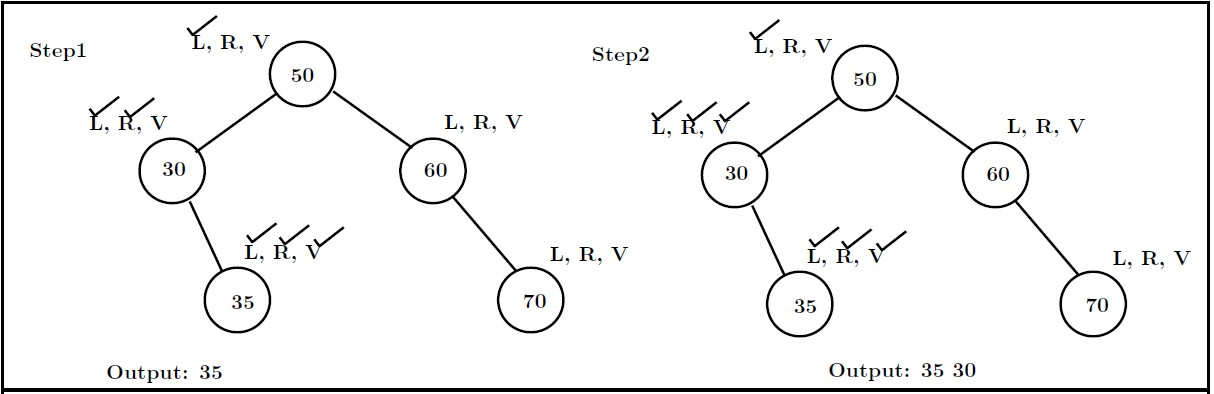 Step1
L, R, V
50
L, R, V
30
L, R, V
60
L, R, V
35
L, R, V
70
Output: 35
Step2
L, R, V
50
L, R, V
30
L, R, V
60
L, R, V
35
L, R, V
70
Output: 35 30